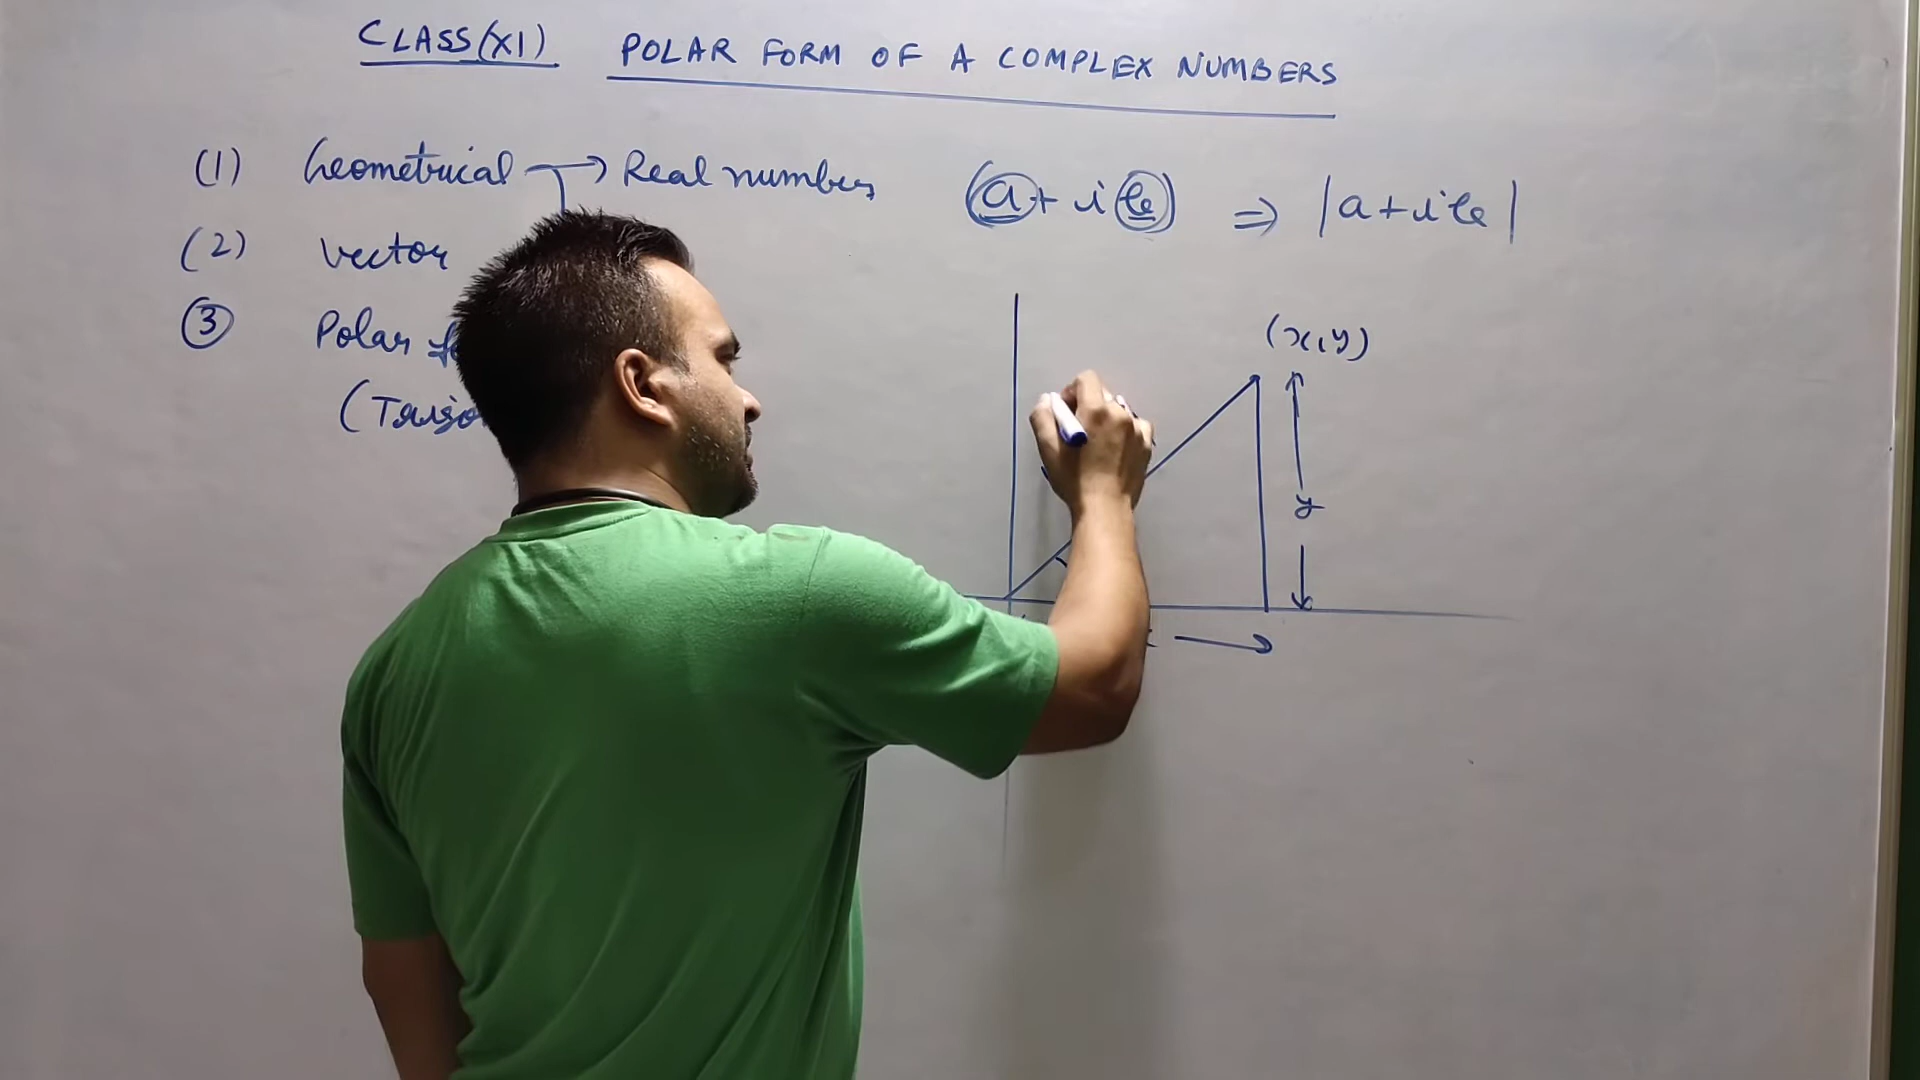 CLASS(XI) POLAR FORM OF A COMPLEX NUMBERS
(1) Geometrical → Real numbers (a + ib) ⇒ |a + ib|
(2) Vector
(3) Polar
(x,y)
y